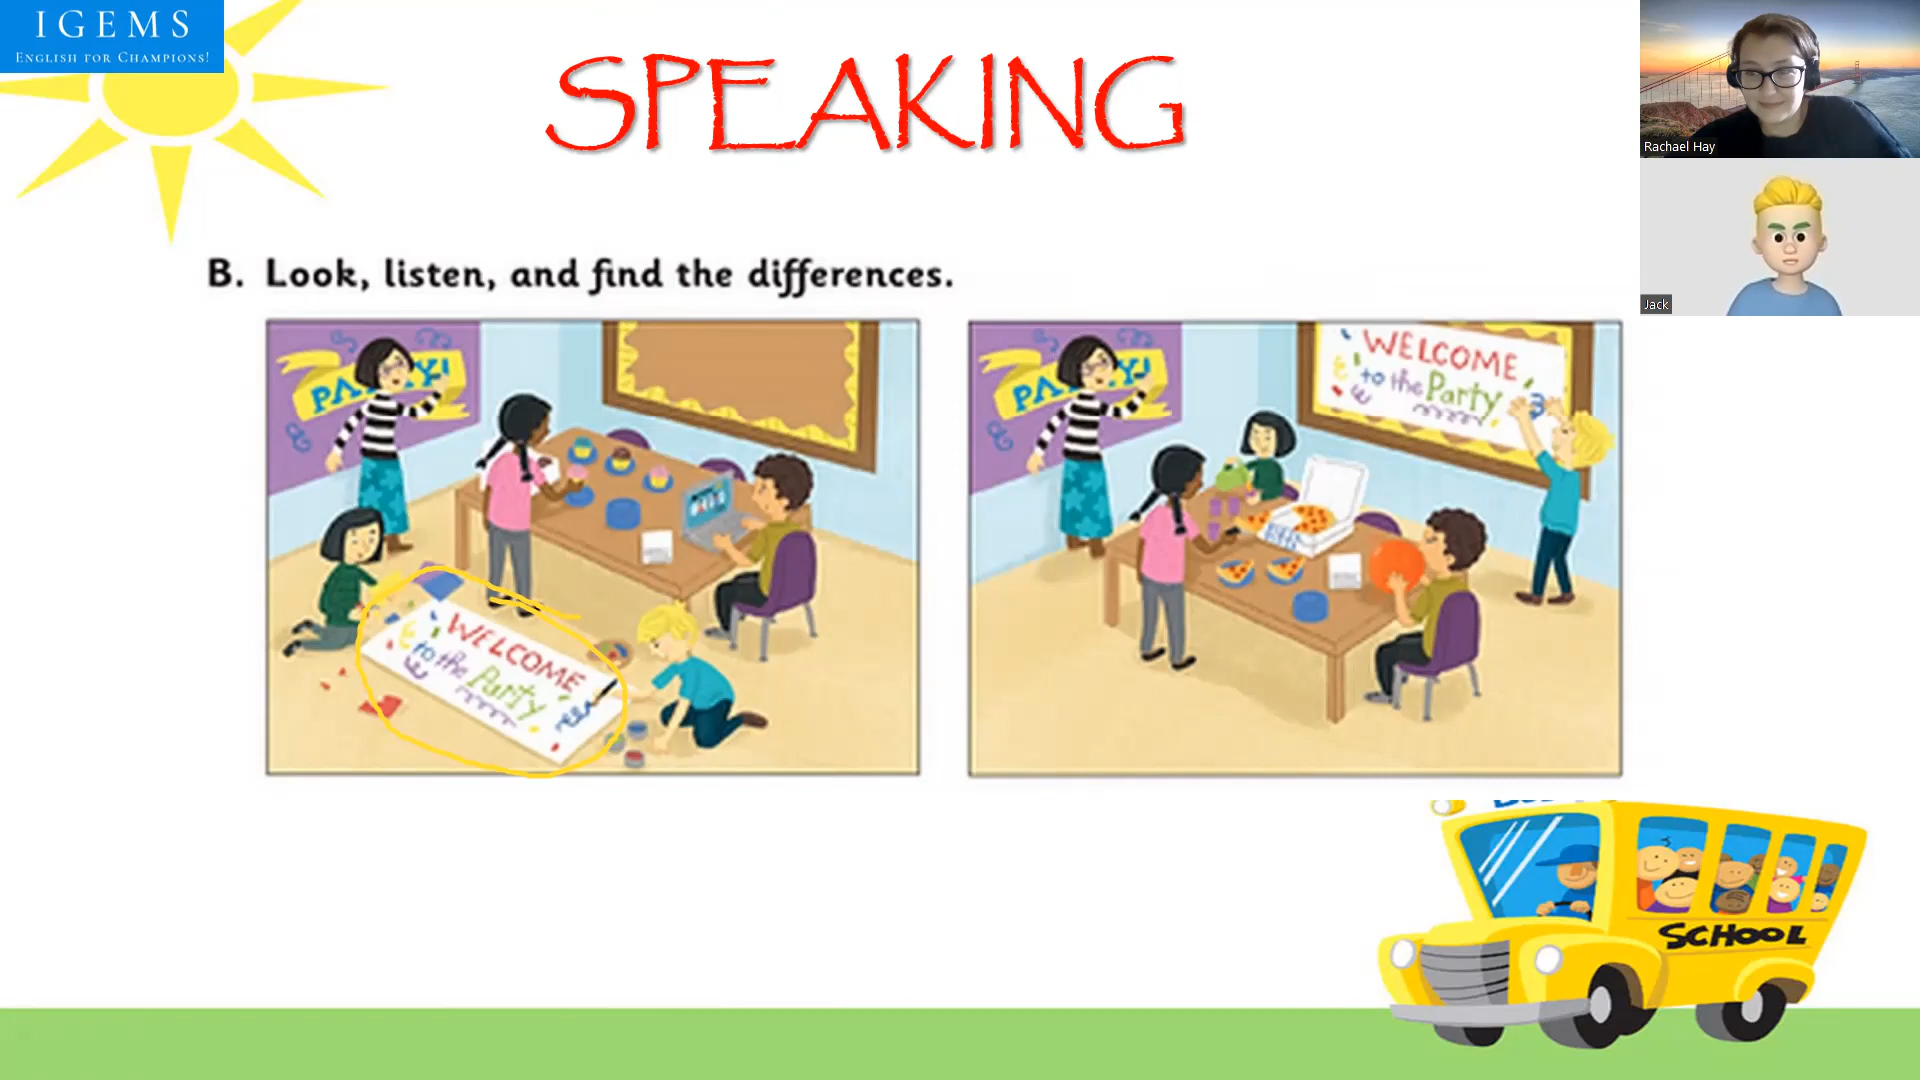 IGEMS
ENGLISH FOR CHAMPIONS!
SPEAKING
Rachael Hay
Jack
B. Look, listen, and find the differences.
WELCOME
to the Party
WELCOME
to the Party
SCHOOL